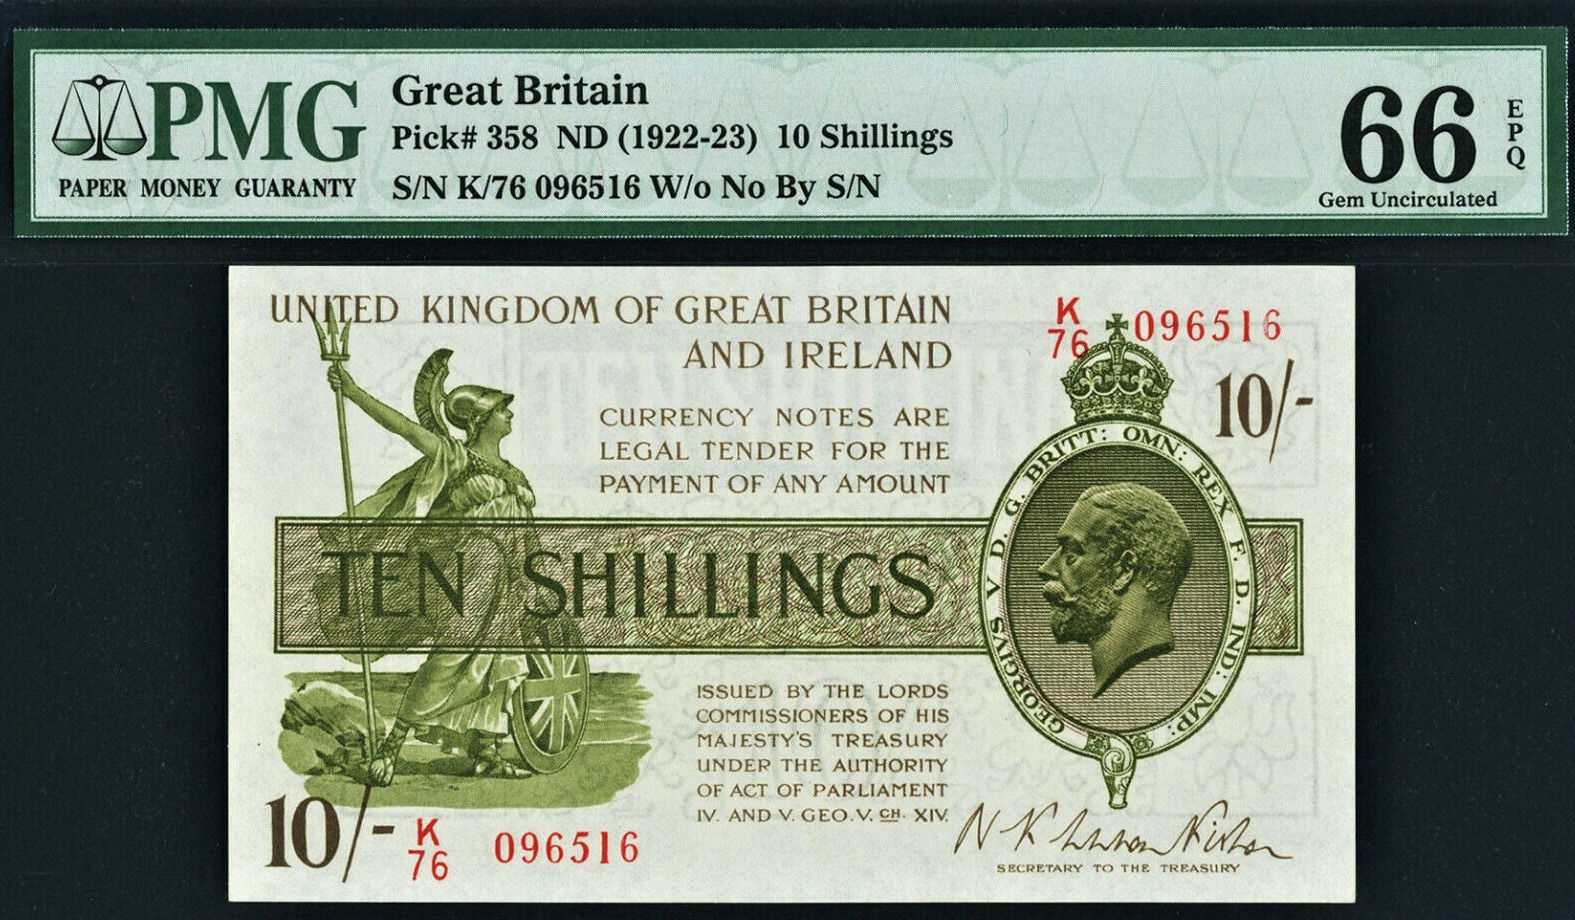 PMG
PAPER MONEY GUARANTY
Great Britain
Pick# 358 ND (1922-23) 10 Shillings
S/N K/76 096516 W/o No By S/N
66
EPQ
Gem Uncirculated
UNITED KINGDOM OF GREAT BRITAIN
AND IRELAND
K
76
096516
10/-
CURRENCY NOTES ARE
LEGAL TENDER FOR THE
PAYMENT OF ANY AMOUNT
TEN SHILLINGS
GEORGIVS V D. G. BRITT: OMN: REX F. D. IND: IMP:
ISSUED BY THE LORDS
COMMISSIONERS OF HIS
MAJESTY'S TREASURY
UNDER THE AUTHORITY
OF ACT OF PARLIAMENT
IV. AND V. GEO. V. CH. XIV.
10/-
K
76
096516
SECRETARY TO THE TREASURY